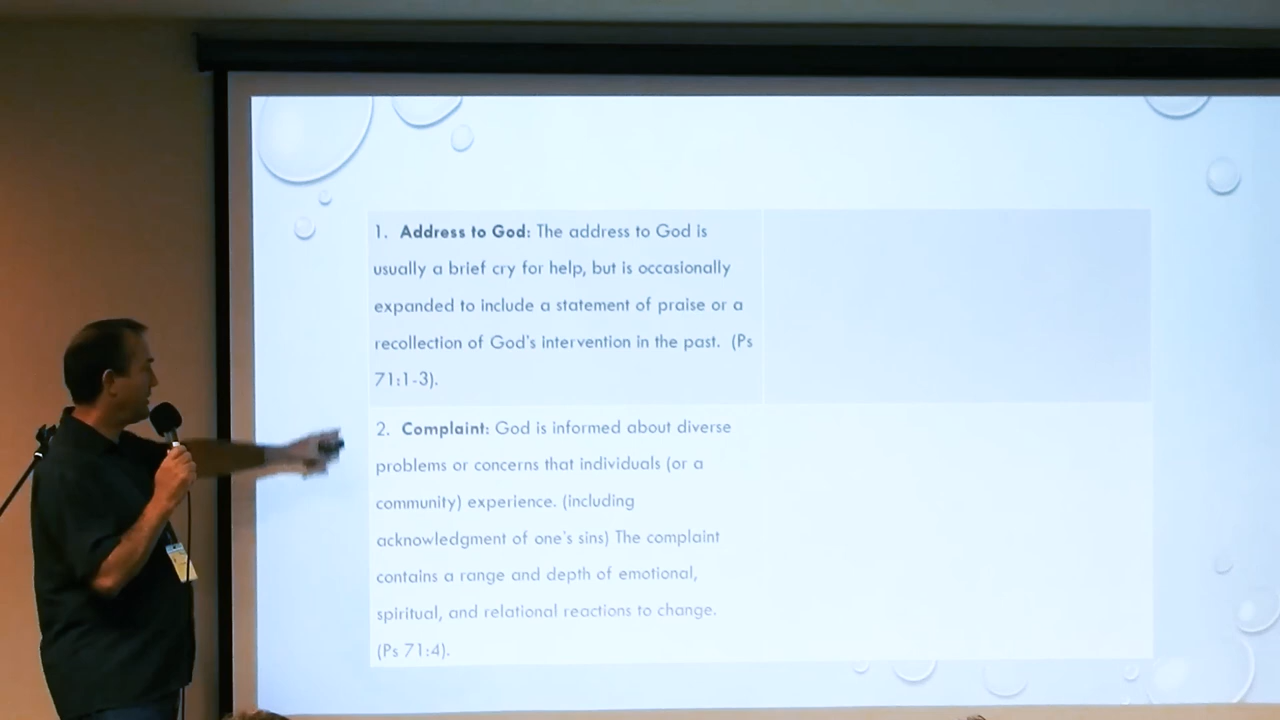 1. Address to God: The address to God is
usually a brief cry for help, but is occasionally
expanded to include a statement of praise or a
recollection of God's intervention in the past. (Ps
71:1-3).
2. Complaint: God is informed about diverse
problems or concerns that individuals (or a
community) experience. (including
acknowledgment of one's sins) The complaint
contains a range and depth of emotional,
spiritual, and relational reactions to change.
(Ps 71:4).